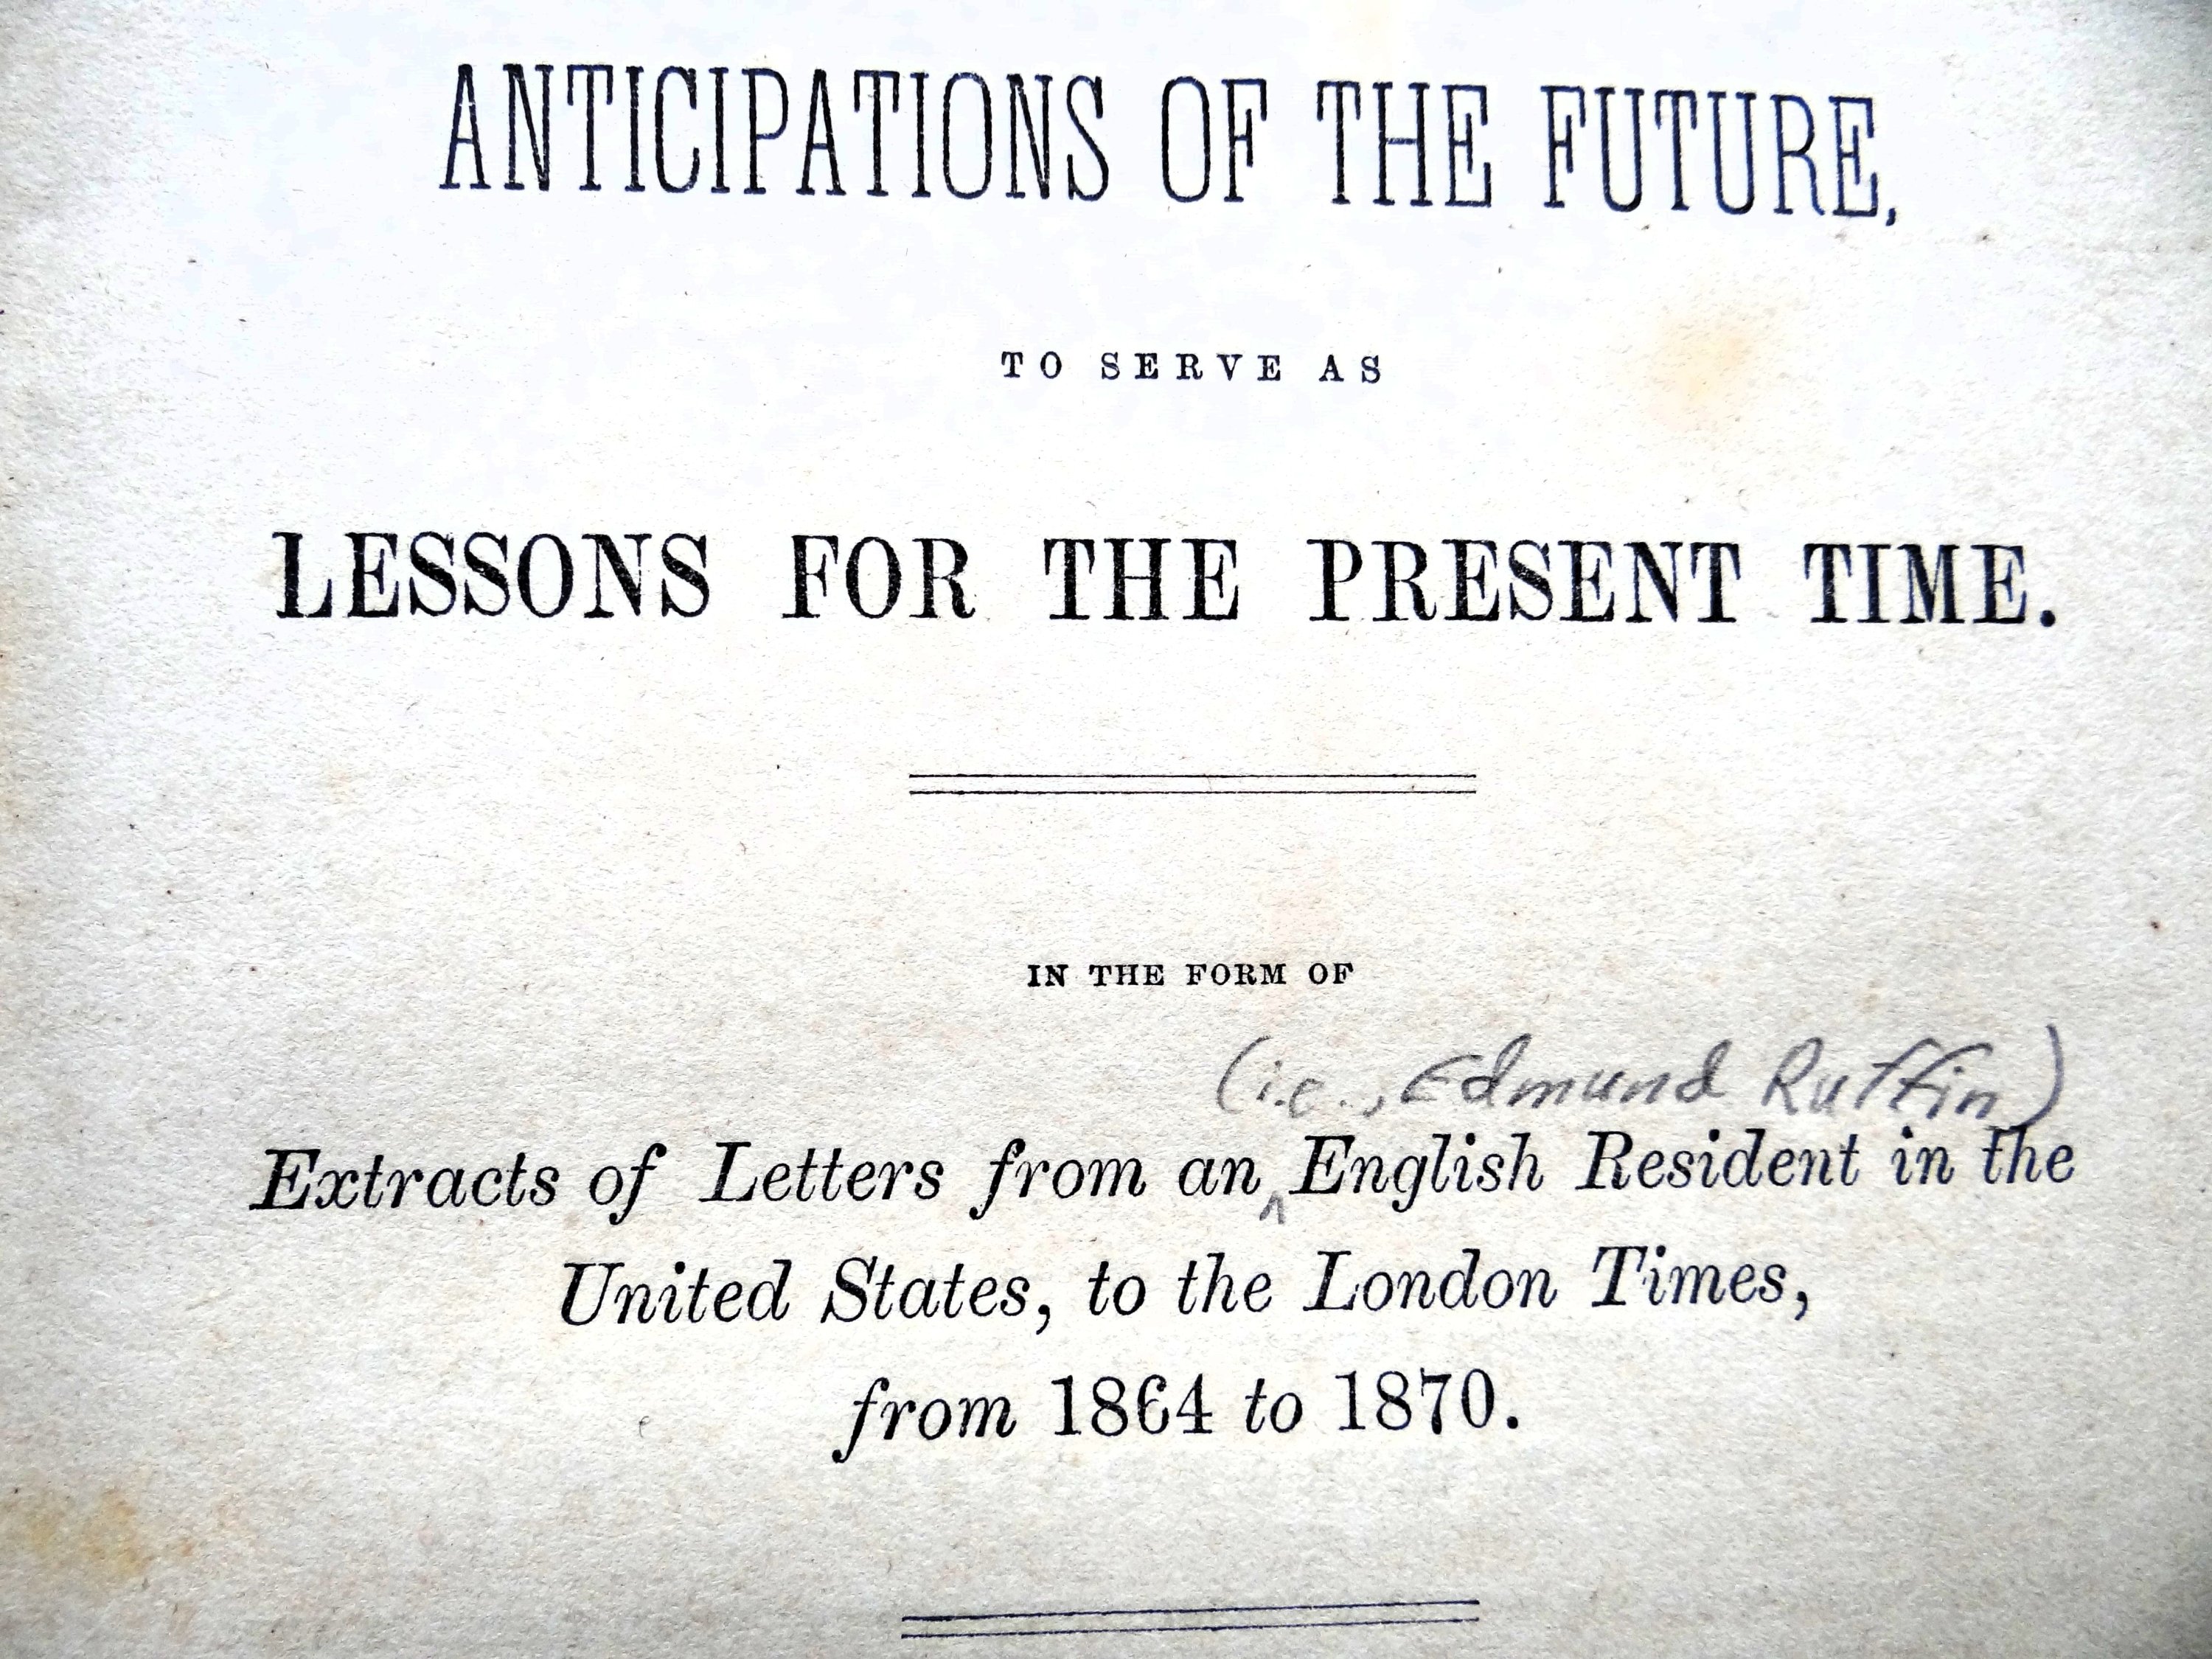 ANTICIPATIONS OF THE FUTURE,
TO SERVE AS
LESSONS FOR THE PRESENT TIME.
IN THE FORM OF
(i.e., Edmund Ruffin)
Extracts of Letters from an ^ English Resident in the
United States, to the London Times,
from 1864 to 1870.